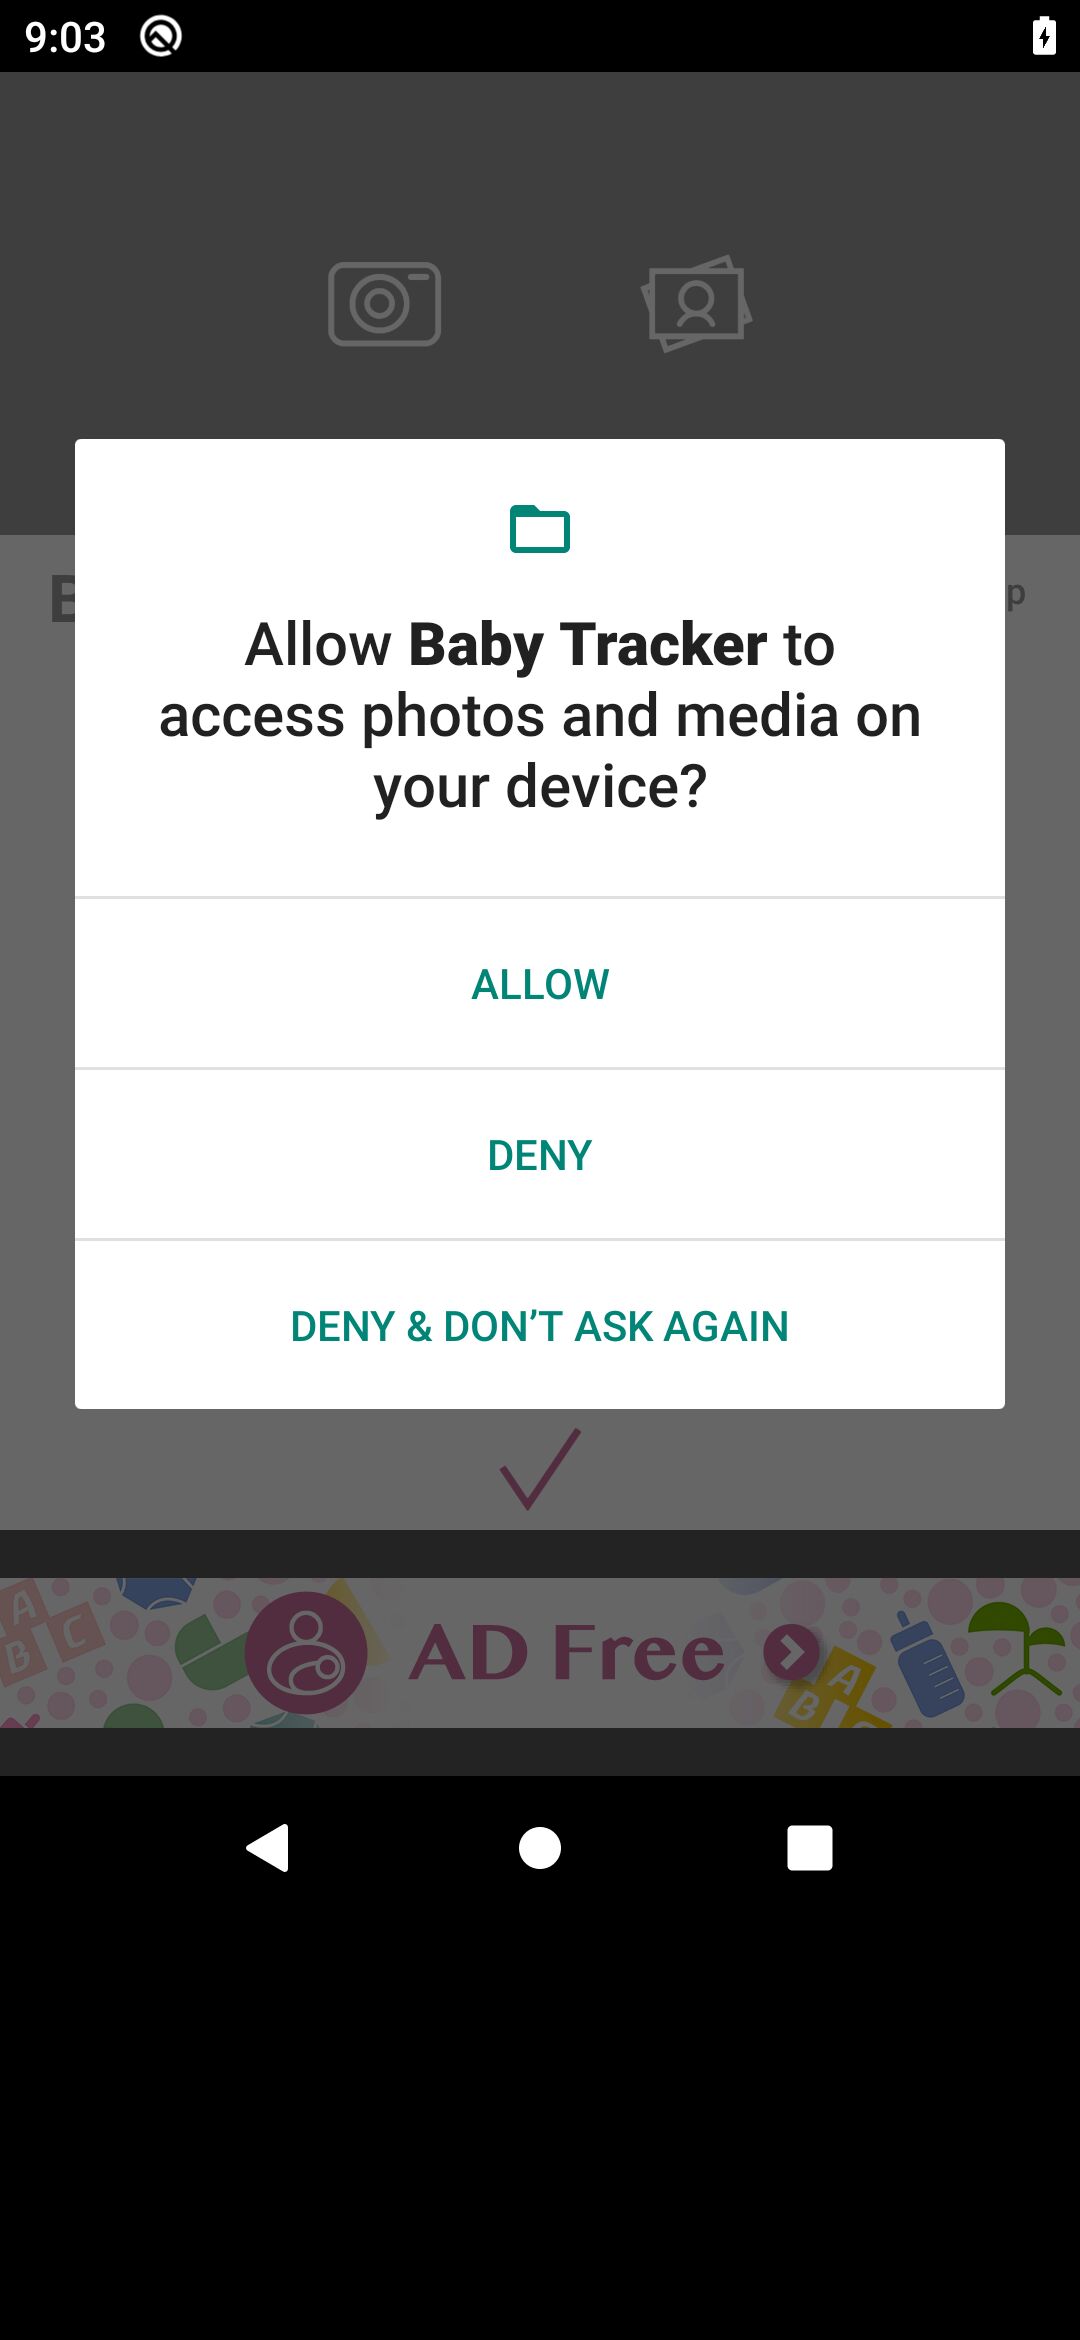 9:03
B
p
Allow Baby Tracker to
access photos and media on
your device?
ALLOW
DENY
DENY & DON’T ASK AGAIN
A
B C
AD Free
A
B C